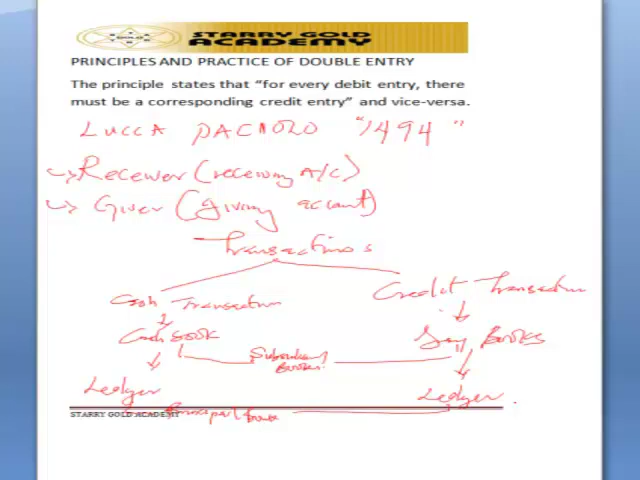 STARRY GOLD
ACADEMY
PRINCIPLES AND PRACTICE OF DOUBLE ENTRY
The principle states that “for every debit entry, there
must be a corresponding credit entry” and vice-versa.
LUCCA PACIOLO "1494"
Receiver (receiving A/C)
Giver (giving account)
Transactions
Cash Transaction
Credit Transaction
Cash Book
Books
Subsidiary
Books
Ledger
Ledger
STARRY GOLD ACADEMY